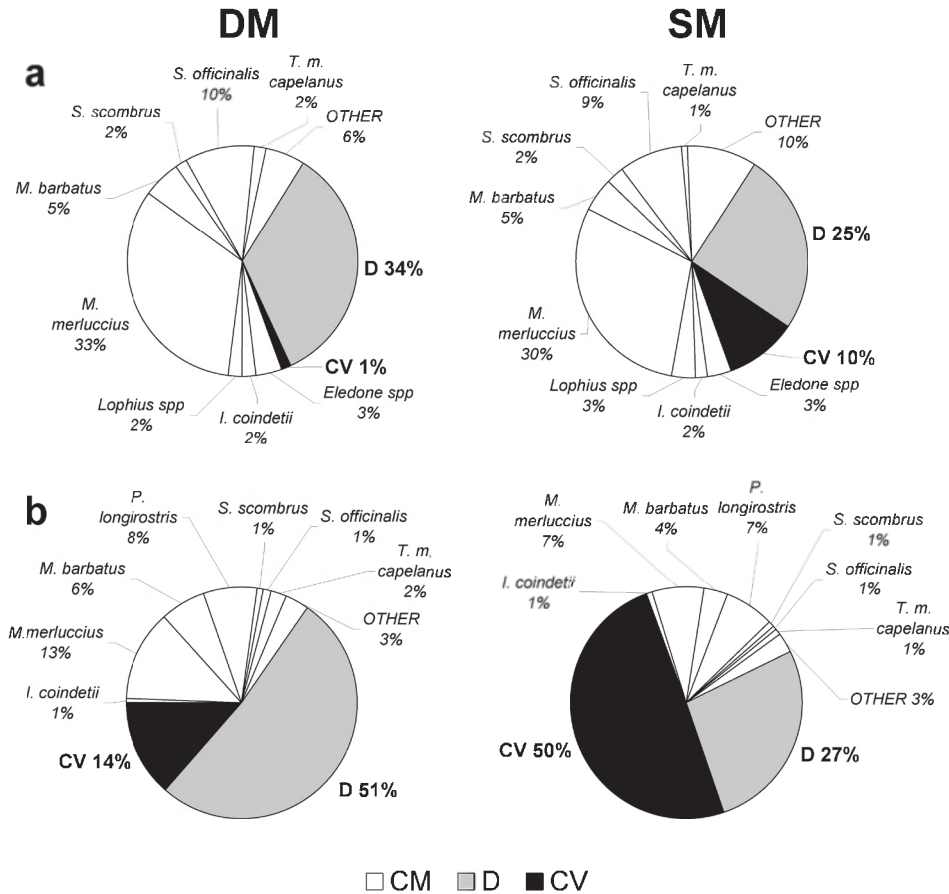 DM
SM
a
S. officinalis
10%
T. m.
capelanus
2%
OTHER
6%
S. scombrus
2%
M. barbatus
5%
D 34%
M.
merluccius
33%
CV 1%
Eledone spp
3%
Lophius spp
2%
I. coindetii
2%
T. m.
capelanus
1%
S. officinalis
9%
OTHER
10%
S. scombrus
2%
M. barbatus
5%
D 25%
M.
merluccius
30%
CV 10%
Lophius spp
3%
Eledone spp
3%
I. coindetii
2%
b
P.
longirostris
8%
S. scombrus
1%
S. officinalis
1%
T. m.
capelanus
2%
M. barbatus
6%
OTHER
3%
M.merluccius
13%
I. coindetii
1%
CV 14%
D 51%
M.
merluccius
7%
M. barbatus
4%
P.
longirostris
7%
S. scombrus
1%
S. officinalis
1%
I. coindetii
1%
T. m.
capelanus
1%
OTHER 3%
CV 50%
D 27%
CM D CV